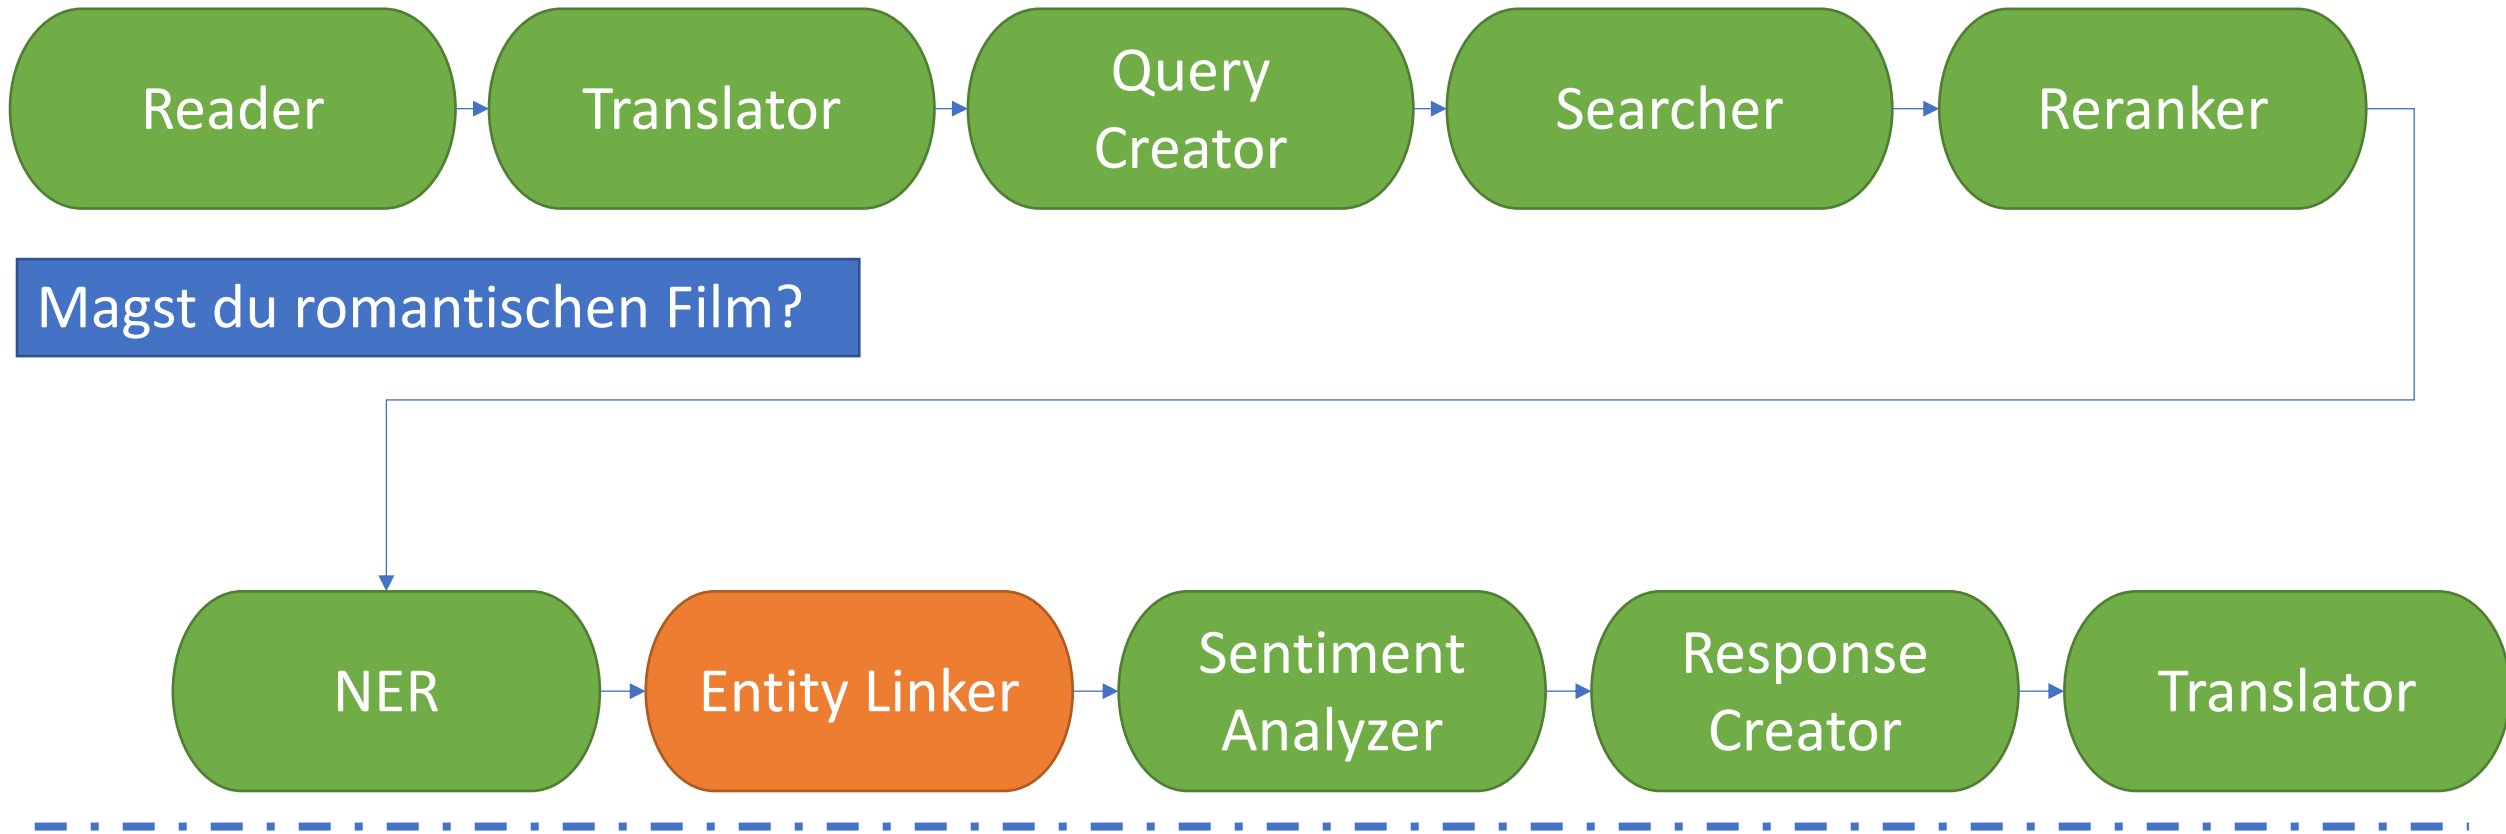 Reader
Translator
Query
Creator
Searcher
Reranker
Magst du romantischen Film?
NER
Entity Linker
Sentiment
Analyzer
Response
Creator
Translator